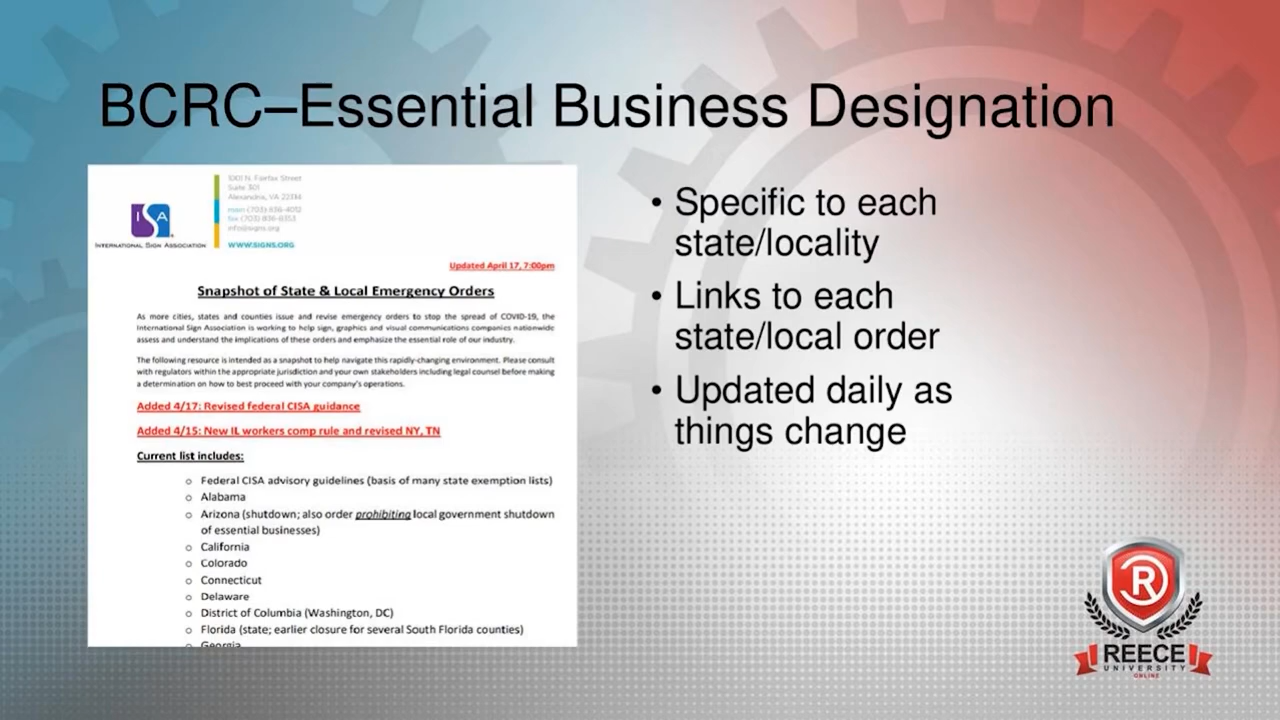 BCRC–Essential Business Designation
1001 N. Fairfax Street
Suite 301
Alexandria, VA 22314
main (703) 836-4012
fax (703) 836-8353
info@signs.org
ISA
INTERNATIONAL SIGN ASSOCIATION
WWW.SIGNS.ORG
Updated April 17, 7:00pm
Snapshot of State & Local Emergency Orders
As more cities, states and counties issue and revise emergency orders to stop the spread of COVID-19, the
International Sign Association is working to help sign, graphics and visual communications companies nationwide
assess and understand the implications of these orders and emphasize the essential role of our industry.
The following resource is intended as a snapshot to help navigate this rapidly-changing environment. Please consult
with regulators within the appropriate jurisdiction and your own stakeholders including legal counsel before making
a determination on how to best proceed with your company's operations.
Added 4/17: Revised federal CISA guidance
Added 4/15: New IL workers comp rule and revised NY, TN
Current list includes:
o Federal CISA advisory guidelines (basis of many state exemption lists)
o Alabama
o Arizona (shutdown; also order prohibiting local government shutdown
of essential businesses)
o California
o Colorado
o Connecticut
o Delaware
o District of Columbia (Washington, DC)
o Florida (state; earlier closure for several South Florida counties)
o Georgia
• Specific to each
state/locality
• Links to each
state/local order
• Updated daily as
things change
R
REECE
UNIVERSITY
ONLINE